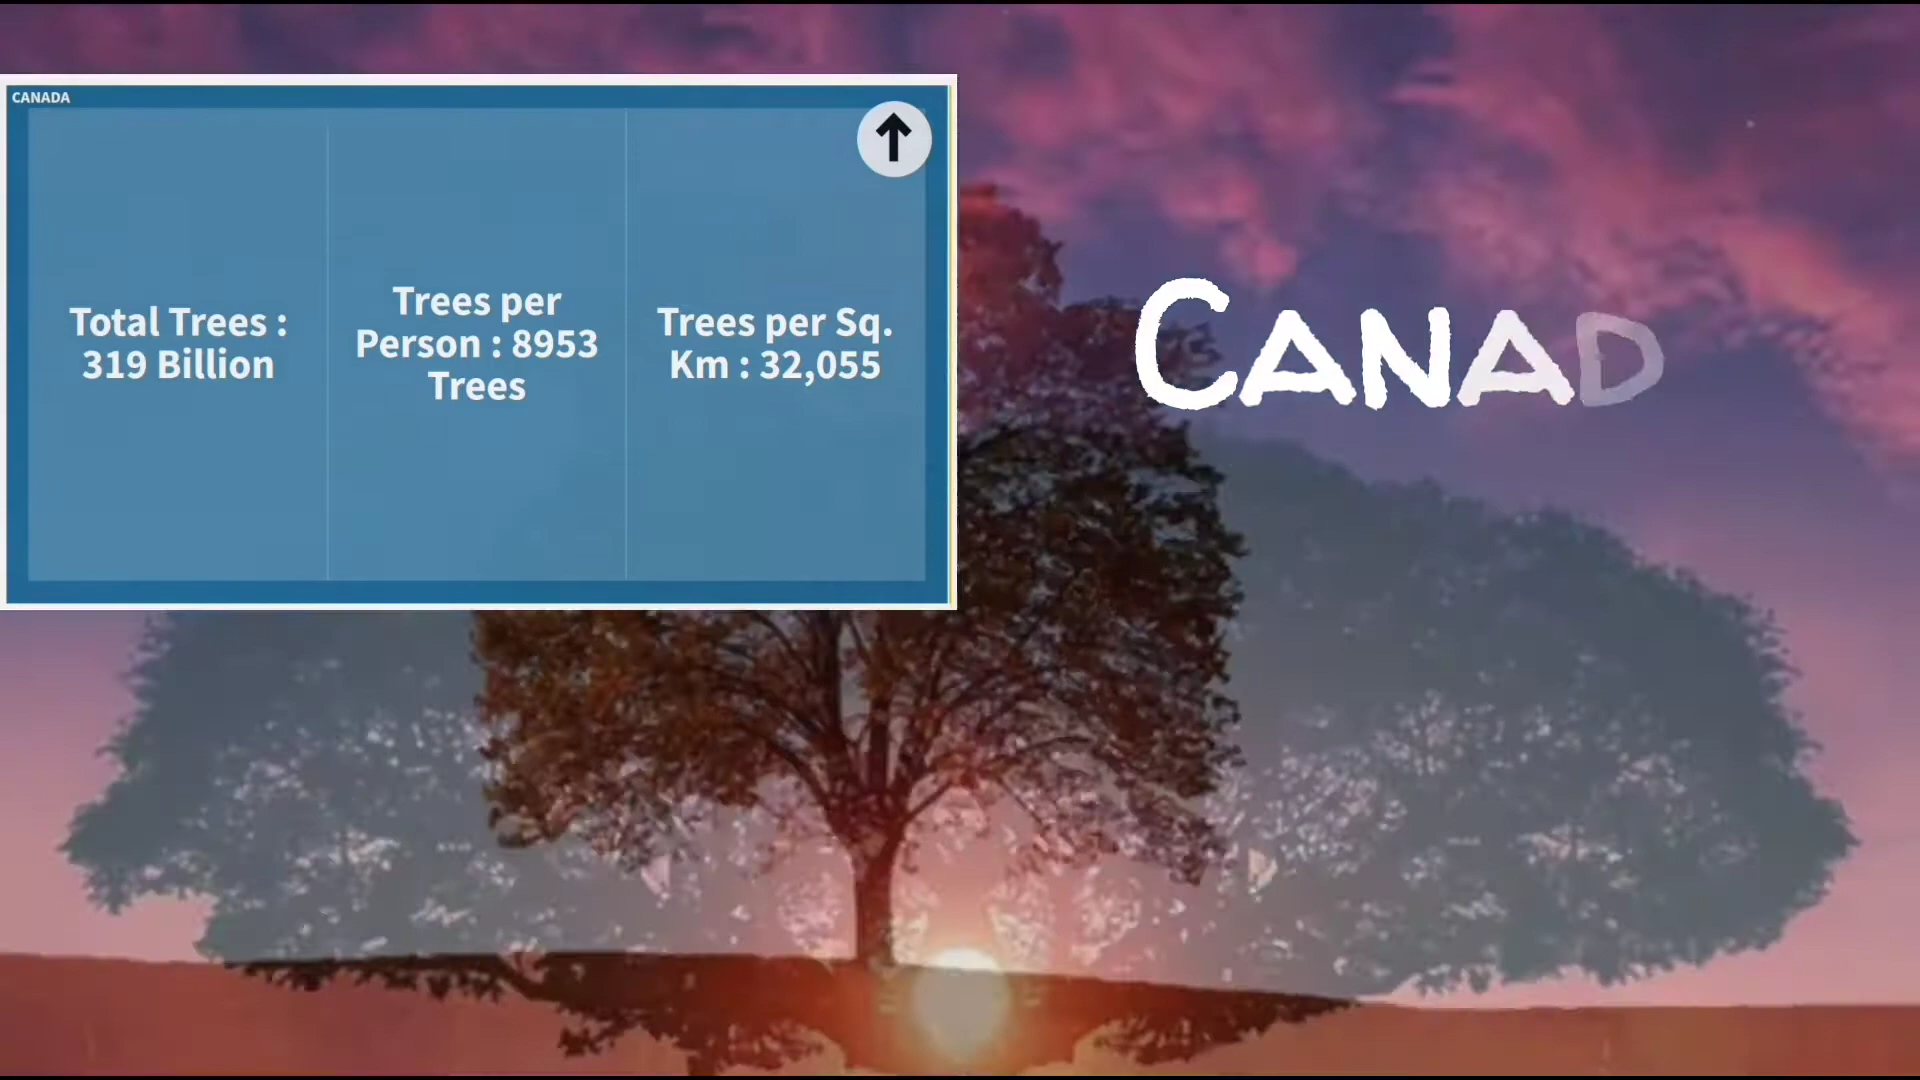 CANADA
Total Trees :
319 Billion
Trees per
Person : 8953
Trees
Trees per Sq.
Km : 32,055
CANAD